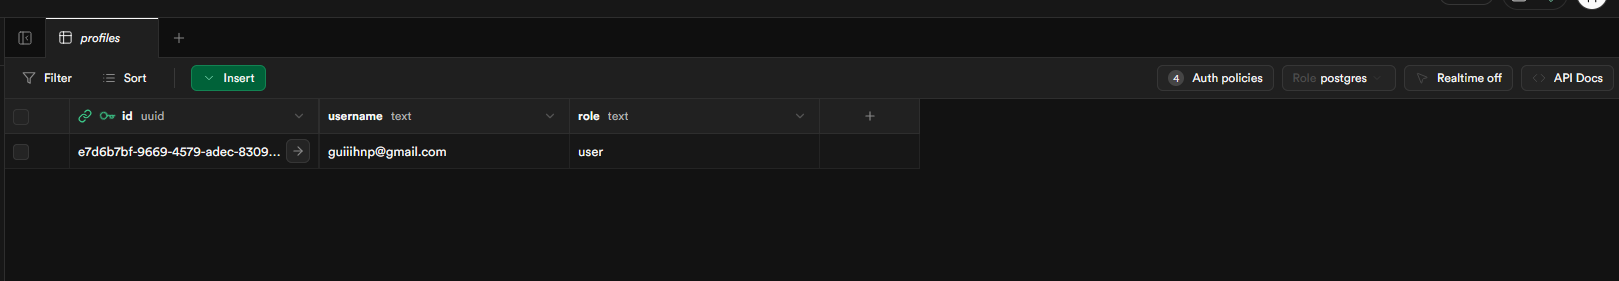 profiles
Filter Sort Insert 4 Auth policies Role postgres Realtime off API Docs
id uuid username text role text
e7d6b7bf-9669-4579-adec-8309... guiiihnp@gmail.com user